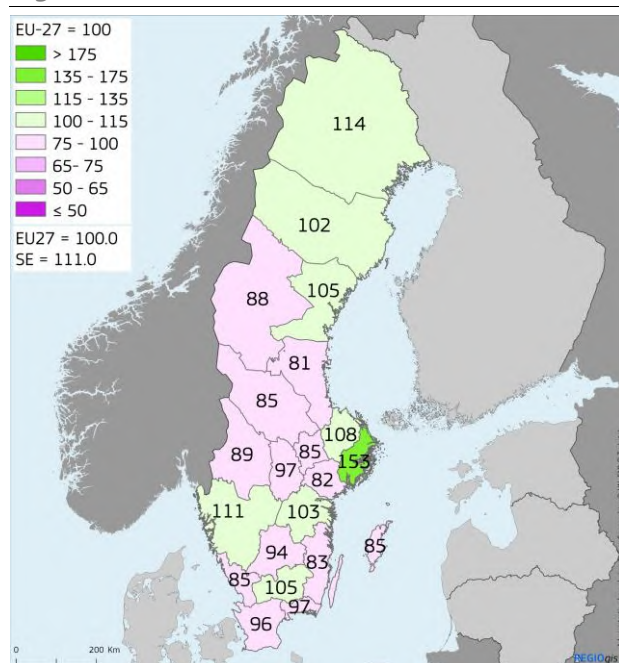 EU-27 = 100
> 175
135 - 175
115 - 135
100 - 115
75 - 100
65- 75
50 - 65
≤ 50
EU27 = 100.0
SE = 111.0
114
102
105
88
81
85
108
89
97
85
153
82
111
103
94
83
85
85
105
97
96
0 200 Km
REGIOgis